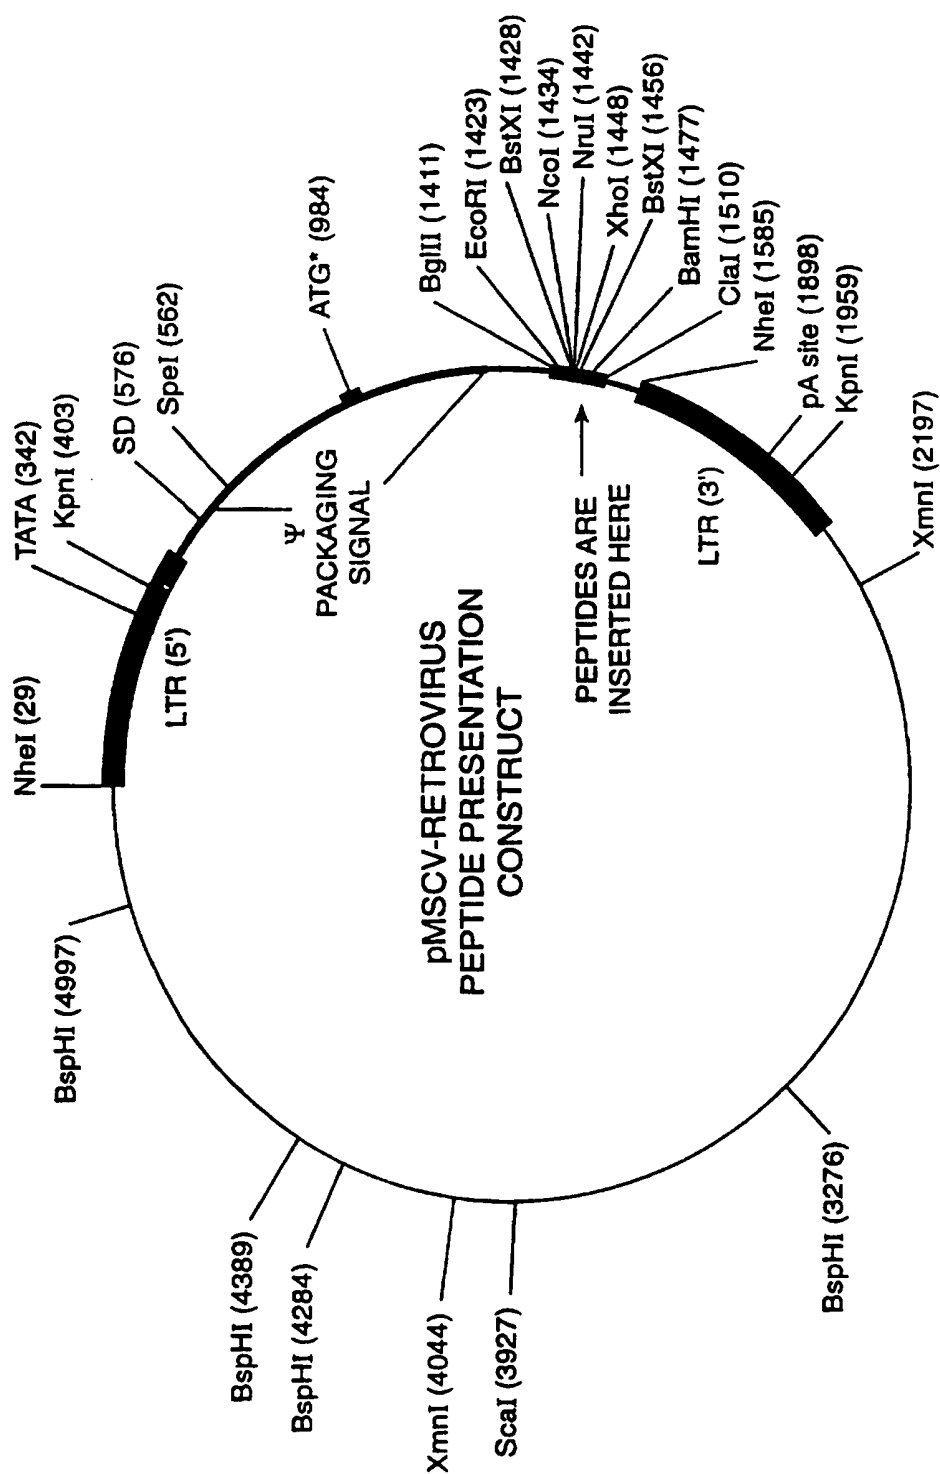 NheI (29)
TATA (342)
KpnI (403)
SD (576)
SpeI (562)
ATG* (984)
BglII (1411)
EcoRI (1423)
BstXI (1428)
NcoI (1434)
NruI (1442)
XhoI (1448)
BstXI (1456)
BamHI (1477)
ClaI (1510)
NheI (1585)
pA site (1898)
KpnI (1959)
XmnI (2197)
BspHI (3276)
ScaI (3927)
XmnI (4044)
BspHI (4284)
BspHI (4389)
BspHI (4997)
LTR (5')
Ψ
PACKAGING
SIGNAL
PEPTIDES ARE
INSERTED HERE
LTR (3')
pMSCV-RETROVIRUS
PEPTIDE PRESENTATION
CONSTRUCT